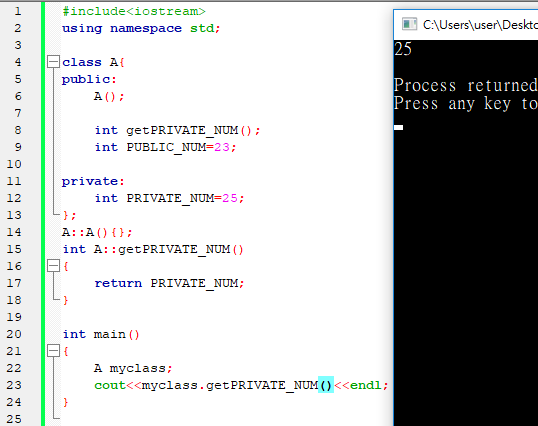 1 #include<iostream>
2 using namespace std;
3
4 class A{
5 public:
6     A();
7
8     int getPRIVATE_NUM();
9     int PUBLIC_NUM=23;
10
11 private:
12     int PRIVATE_NUM=25;
13 };
14 A::A(){};
15 int A::getPRIVATE_NUM()
16 {
17     return PRIVATE_NUM;
18 }
19
20 int main()
21 {
22     A myclass;
23     cout<<myclass.getPRIVATE_NUM()<<endl;
24 }
25
C:\Users\user\Deskto
25
Process returned
Press any key to